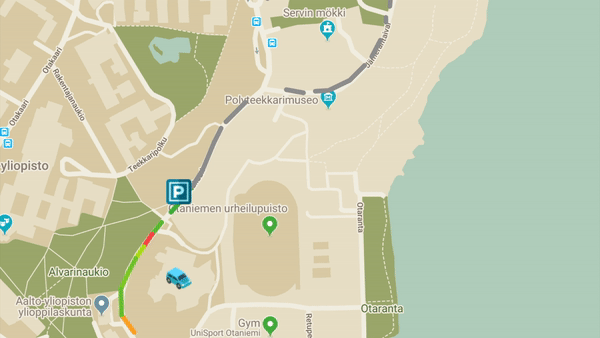 Servin mökki
Jämeräntaival
Otakaari
Rakentajanaukio
Otakaari
Polyteekkarimuseo
Teekkaripolku
yliopisto
P
Otaniemen urheilupuisto
Otaranta
Alvarinaukio
Aalto-yliopiston
ylioppilaskunta
Otaranta
Gym
UniSport Otaniemi